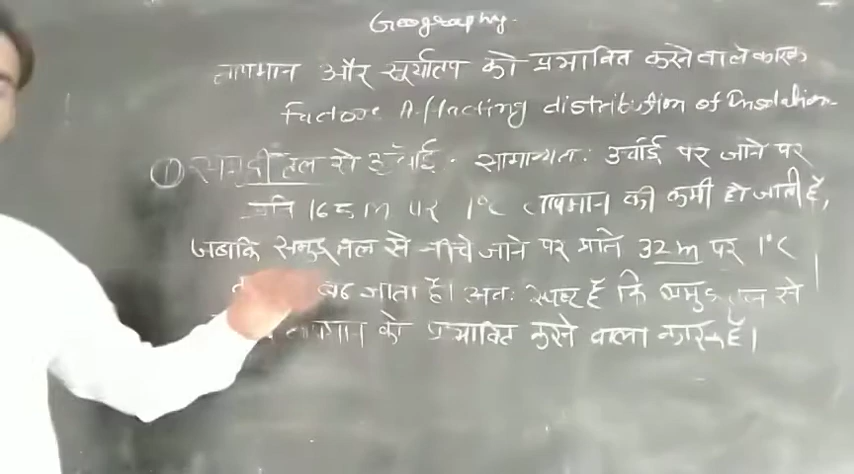 Geography.
तापमान और सूर्यातप को प्रभावित करने वाले कारक
Factors Affecting distribution of Insolation
① समुद्री तल से ऊँचाई - सामान्यतः उचाई पर जाने पर
प्रति 165 m पर 1°C तापमान की कमी हो जाती है,
जबकि समुद्र तल से नीचे जाने पर प्रति 32 m पर 1°C
बढ जाता है। अतः स्पष्ट है कि समुद्र तल से
तापमान को प्रभावित करने वाला कारक है।